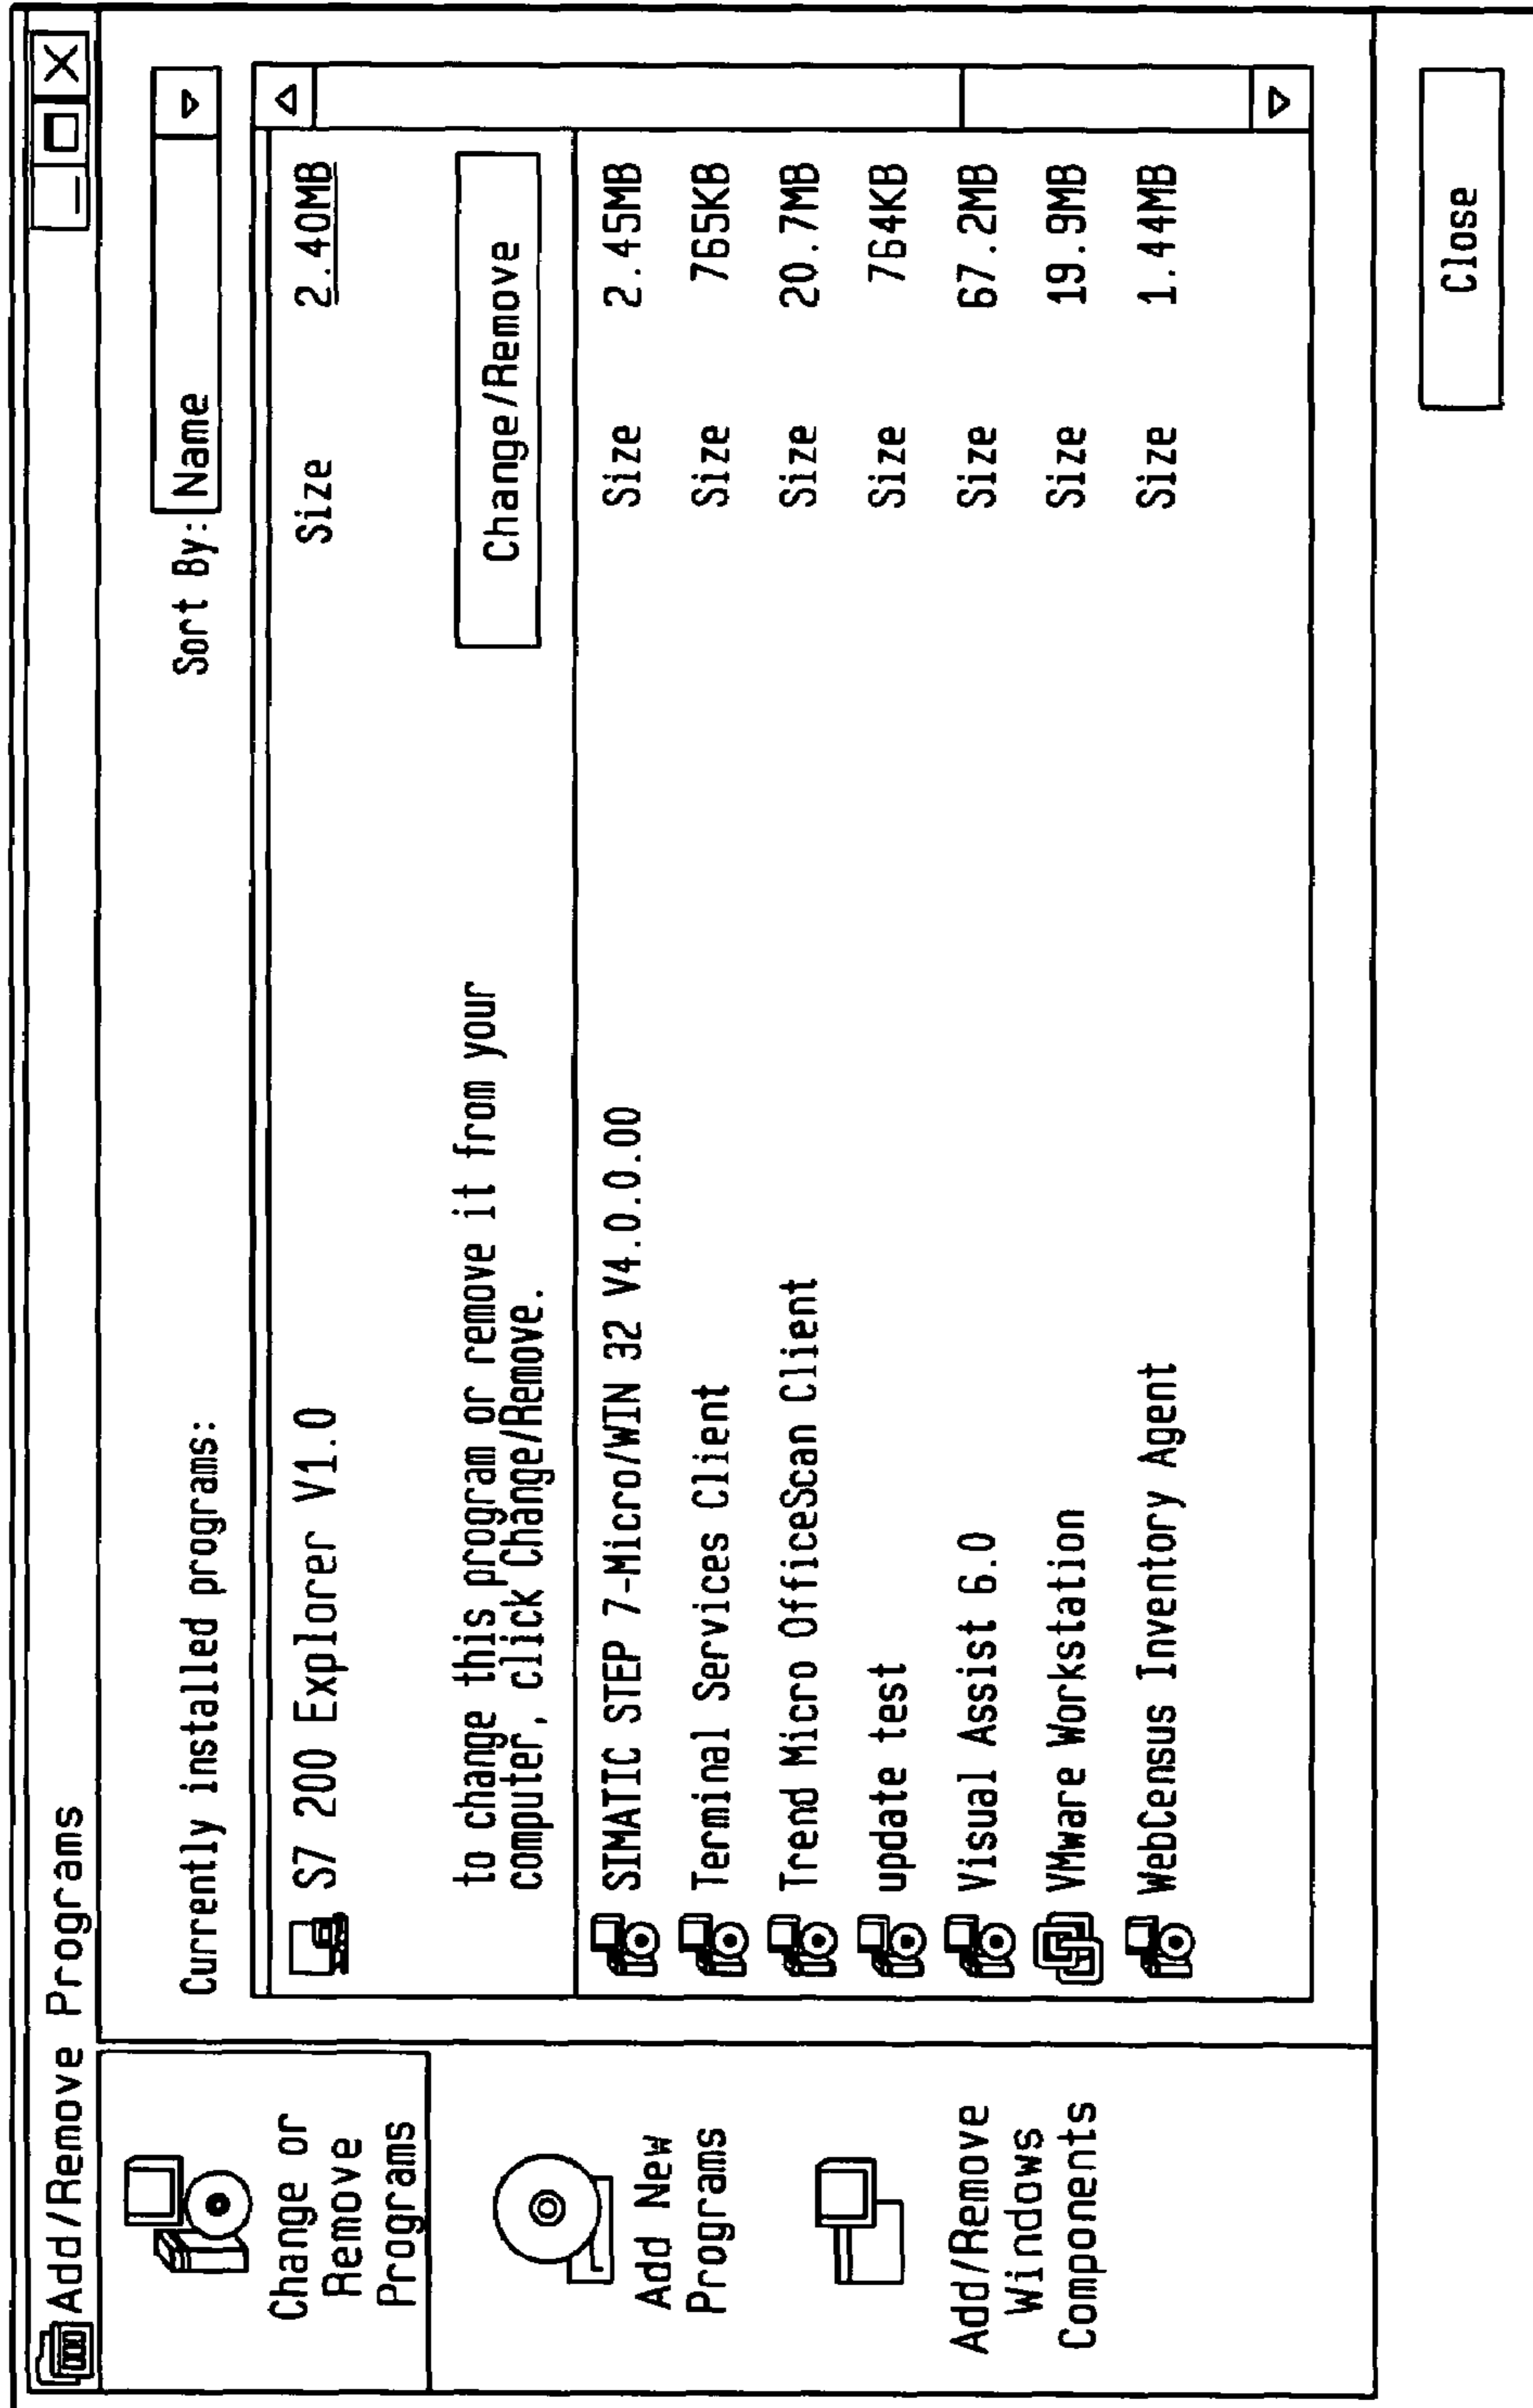 Add/Remove Programs
Change or
Remove
Programs
Add New
Programs
Add/Remove
Windows
Components
Currently installed programs:
Sort By: Name
S7 200 Explorer V1.0 Size 2.40MB
to change this program or remove it from your
computer, click Change/Remove.
Change/Remove
SIMATIC STEP 7-Micro/WIN 32 V4.0.0.00 Size 2.45MB
Terminal Services Client Size 765KB
Trend Micro OfficeScan Client Size 20.7MB
update test Size 764KB
Visual Assist 6.0 Size 67.2MB
VMware Workstation Size 19.9MB
WebCensus Inventory Agent Size 1.44MB
Close